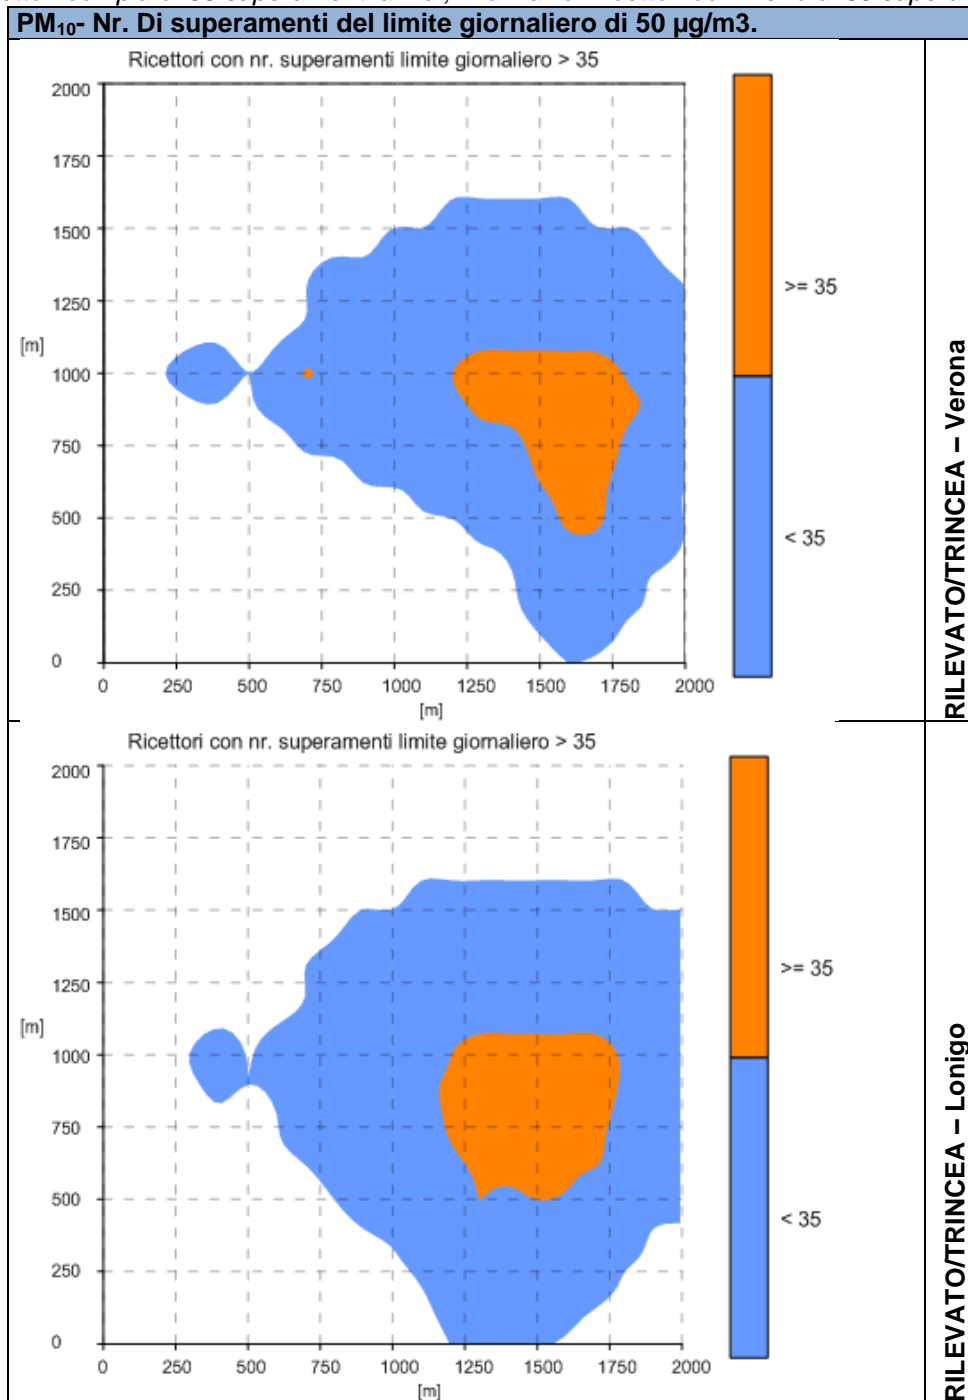 PM₁₀- Nr. Di superamenti del limite giornaliero di 50 µg/m3.
Ricettori con nr. superamenti limite giornaliero > 35
2000
1750
1500
1250
[m]
1000
750
500
250
0
0 250 500 750 1000 1250 1500 1750 2000
[m]
>= 35
< 35
RILEVATO/TRINCEA – Verona
Ricettori con nr. superamenti limite giornaliero > 35
2000
1750
1500
1250
[m]
1000
750
500
250
0
0 250 500 750 1000 1250 1500 1750 2000
[m]
>= 35
< 35
RILEVATO/TRINCEA – Lonigo